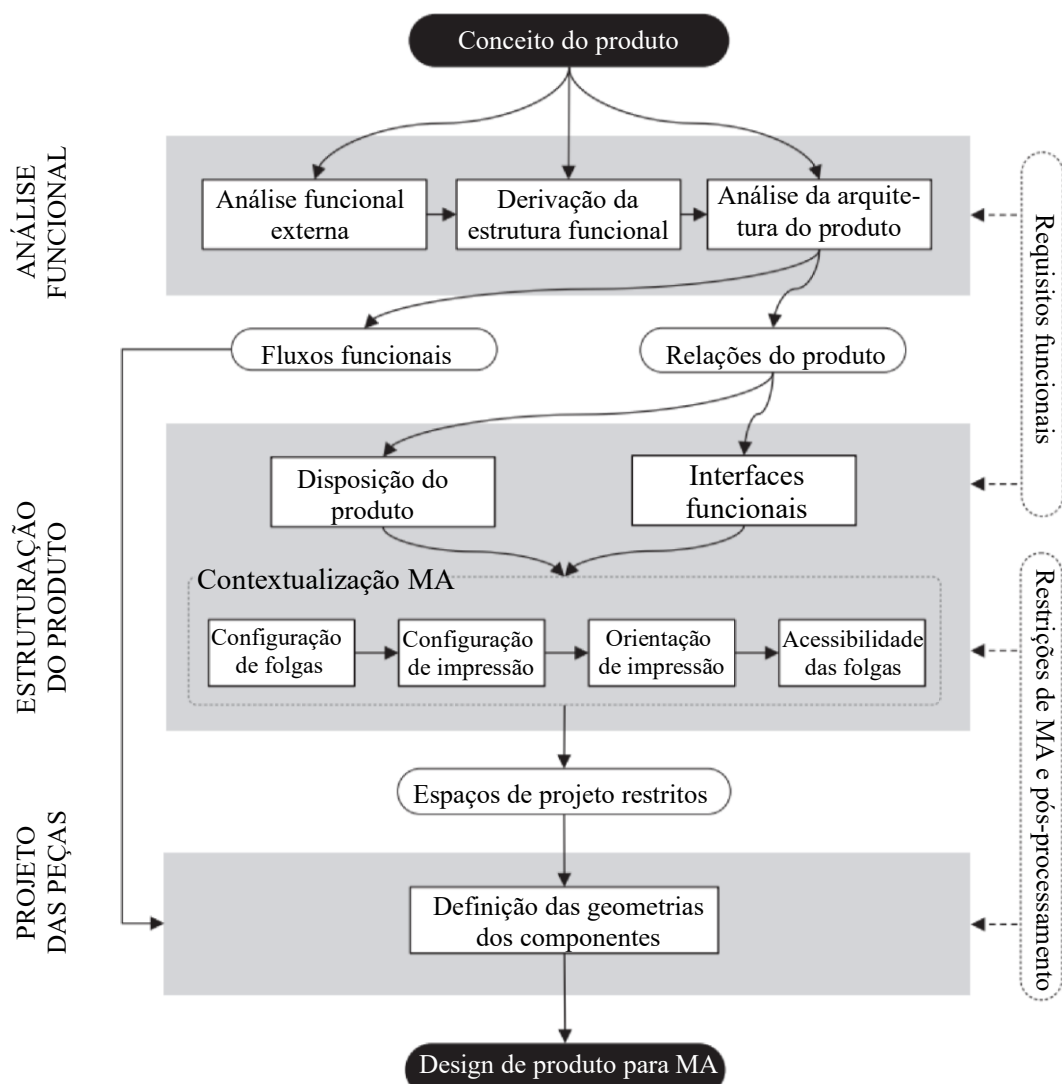 Conceito do produto
ANÁLISE
FUNCIONAL
Análise funcional
externa
Derivação da
estrutura funcional
Análise da arquite-
tura do produto
Requisitos funcionais
Fluxos funcionais
Relações do produto
ESTRUTURAÇÃO
DO PRODUTO
Disposição do
produto
Interfaces
funcionais
Contextualização MA
Configuração
de folgas
Configuração
de impressão
Orientação
de impressão
Acessibilidade
das folgas
Restrições de MA e pós-processamento
Espaços de projeto restritos
PROJETO
DAS PEÇAS
Definição das geometrias
dos componentes
Design de produto para MA